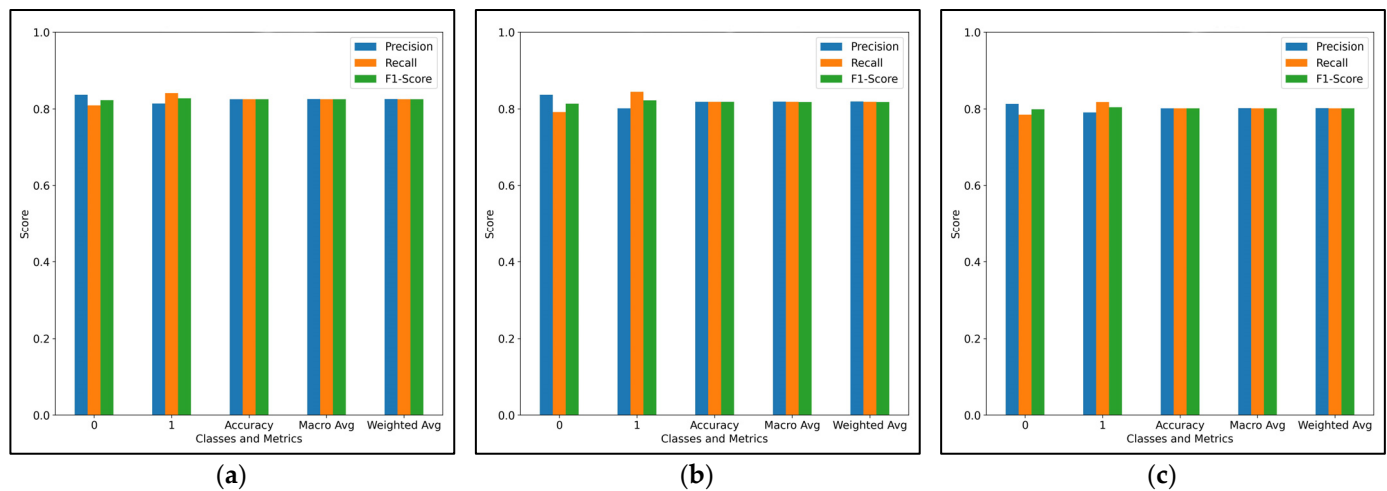 1.0
0.8
0.6
0.4
0.2
0.0
Score
Precision
Recall
F1-Score
0 1 Accuracy Macro Avg Weighted Avg
Classes and Metrics
(a)
1.0
0.8
0.6
0.4
0.2
0.0
Score
Precision
Recall
F1-Score
0 1 Accuracy Macro Avg Weighted Avg
Classes and Metrics
(b)
1.0
0.8
0.6
0.4
0.2
0.0
Score
Precision
Recall
F1-Score
0 1 Accuracy Macro Avg Weighted Avg
Classes and Metrics
(c)